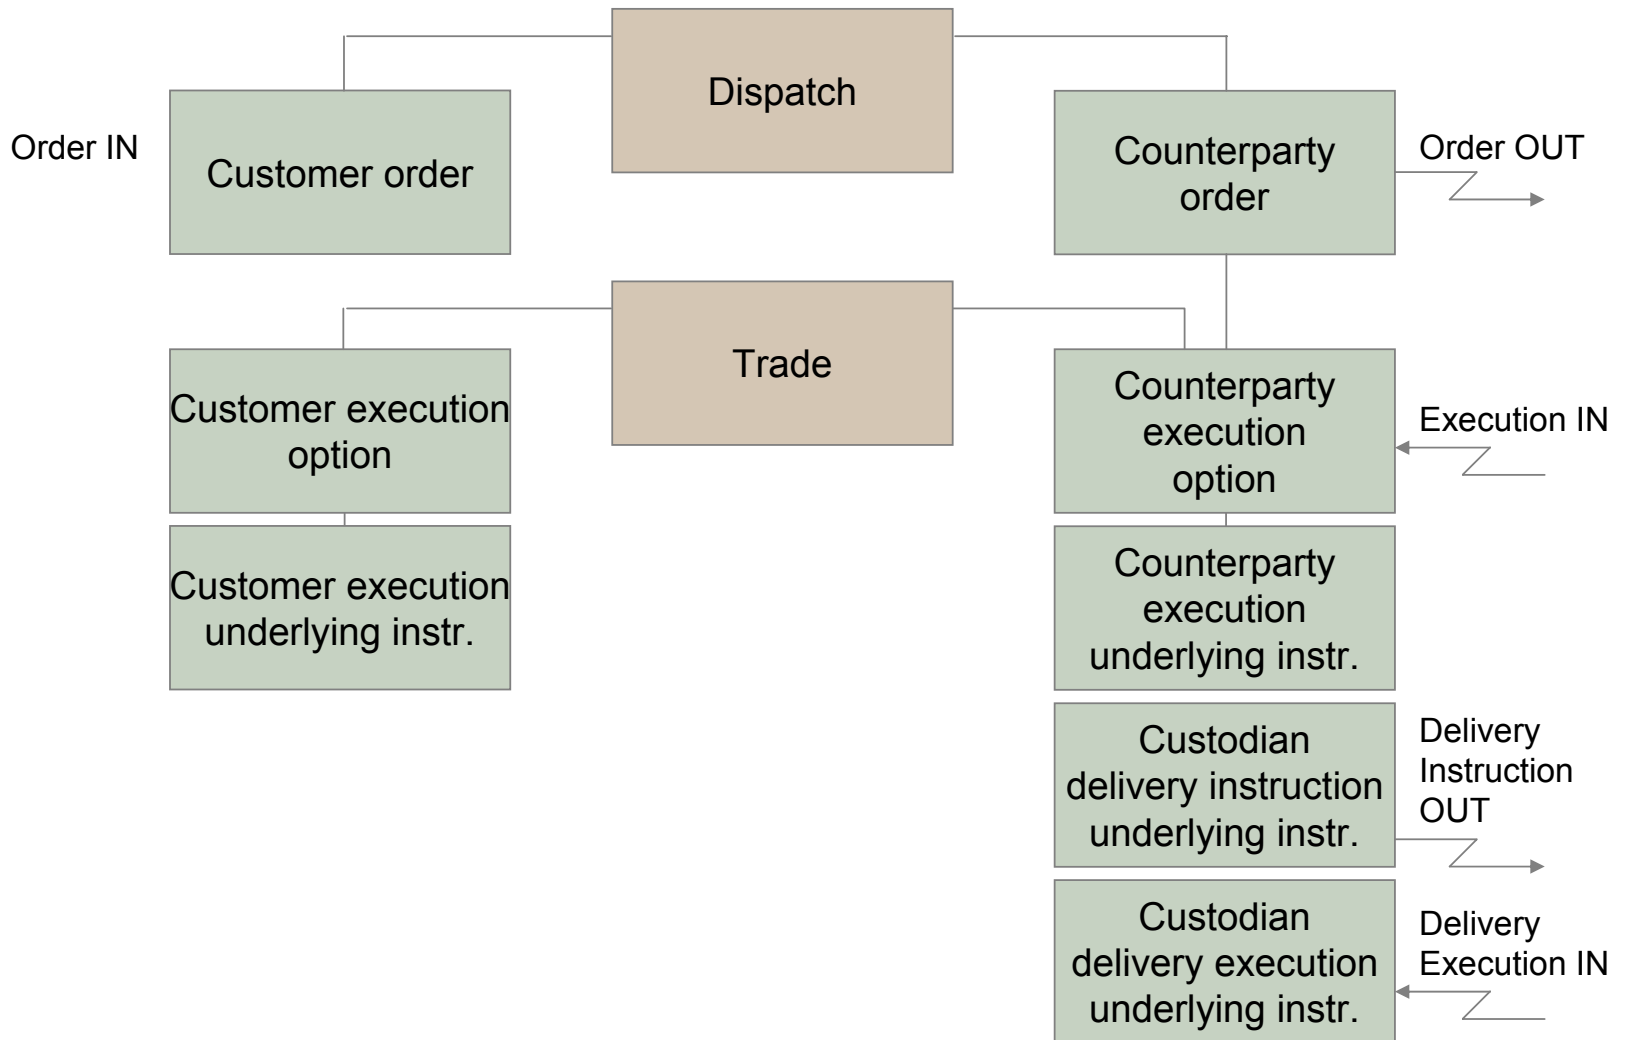 Dispatch
Order IN
Customer order
Counterparty
order
Order OUT
Trade
Customer execution
option
Counterparty
execution
option
Execution IN
Customer execution
underlying instr.
Counterparty
execution
underlying instr.
Custodian
delivery instruction
underlying instr.
Delivery
Instruction
OUT
Custodian
delivery execution
underlying instr.
Delivery
Execution IN